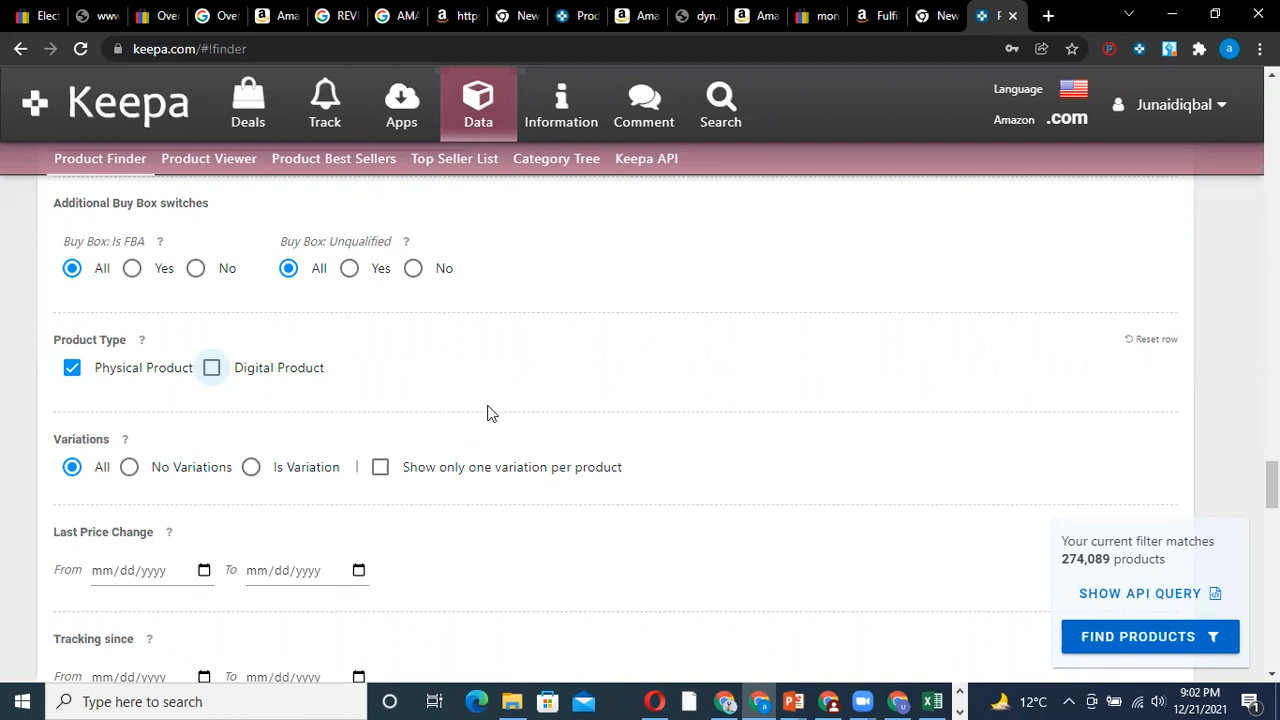 Elect
www
Over
Over
Ama
REVI
AMA
http
New
Prod
Ama
dyn
Ama
mon
Fulfi
New
keepa.com/#!finder
a
Keepa
Deals
Track
Apps
Data
Information
Comment
Search
Language
Amazon .com
Junaidiqbal
Product Finder
Product Viewer
Product Best Sellers
Top Seller List
Category Tree
Keepa API
Additional Buy Box switches
Buy Box: Is FBA ?
Buy Box: Unqualified ?
All Yes No
All Yes No
Product Type ?
Reset row
Physical Product
Digital Product
Variations ?
All No Variations Is Variation | Show only one variation per product
Last Price Change ?
From mm/dd/yyyy To mm/dd/yyyy
Your current filter matches
274,089 products
SHOW API QUERY
FIND PRODUCTS
Tracking since ?
From mm/dd/yyyy To mm/dd/yyyy
Type here to search
12°C
9:02 PM
12/21/2021